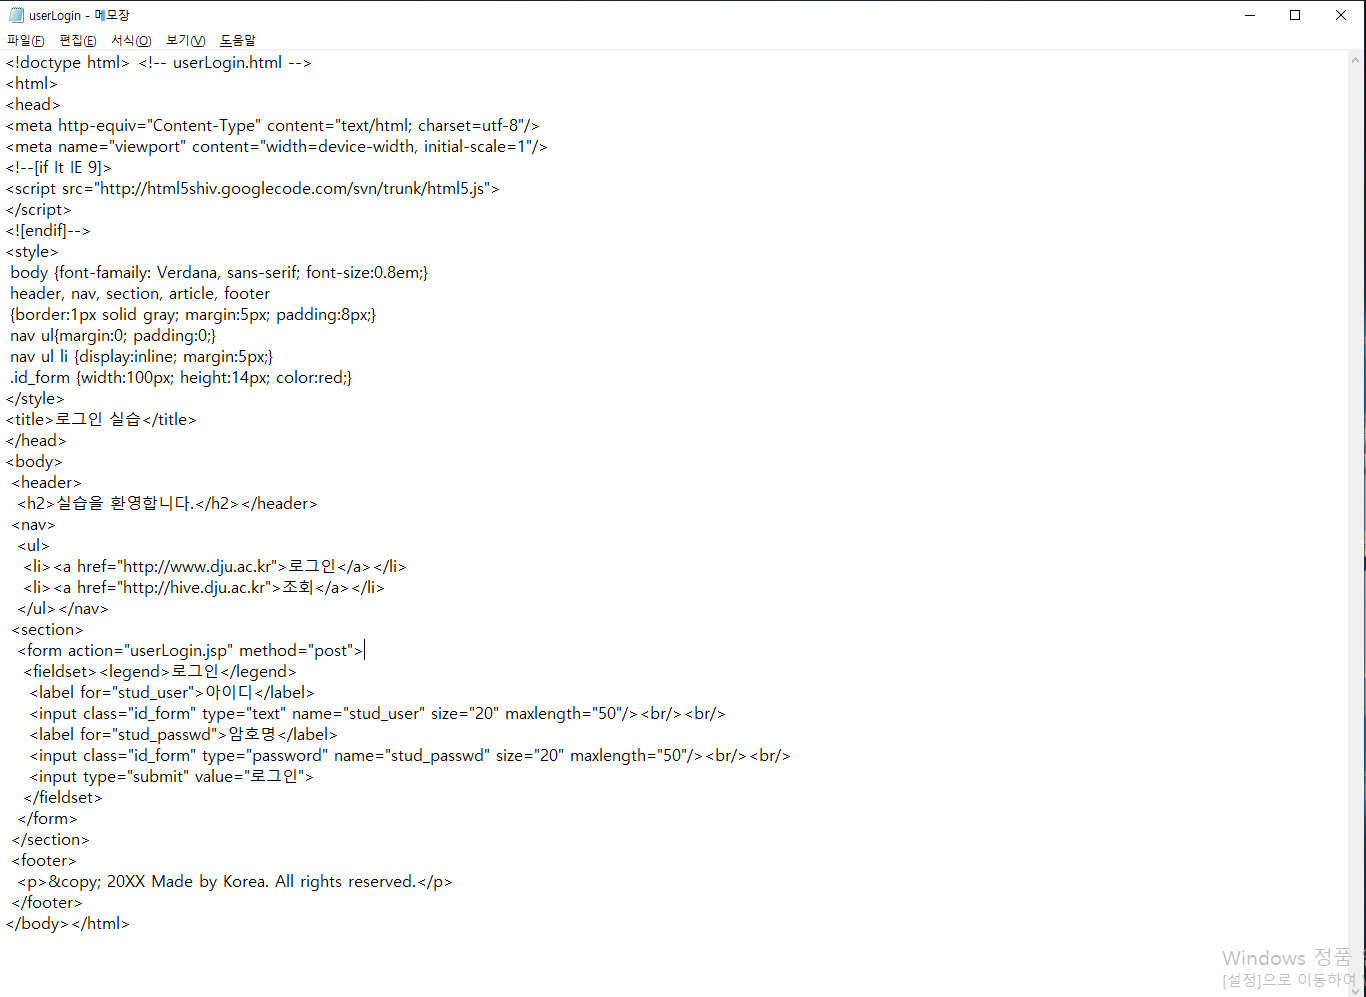 userLogin - 메모장
파일(F) 편집(E) 서식(O) 보기(V) 도움말
<!doctype html> <!-- userLogin.html -->
<html>
<head>
<meta http-equiv="Content-Type" content="text/html; charset=utf-8"/>
<meta name="viewport" content="width=device-width, initial-scale=1"/>
<!--[if lt IE 9]>
<script src="http://html5shiv.googlecode.com/svn/trunk/html5.js">
</script>
<![endif]-->
<style>
body {font-famaily: Verdana, sans-serif; font-size:0.8em;}
header, nav, section, article, footer
{border:1px solid gray; margin:5px; padding:8px;}
nav ul{margin:0; padding:0;}
nav ul li {display:inline; margin:5px;}
.id_form {width:100px; height:14px; color:red;}
</style>
<title>로그인 실습</title>
</head>
<body>
<header>
<h2>실습을 환영합니다.</h2></header>
<nav>
<ul>
<li><a href="http://www.dju.ac.kr">로그인</a></li>
<li><a href="http://hive.dju.ac.kr">조회</a></li>
</ul></nav>
<section>
<form action="userLogin.jsp" method="post">
<fieldset><legend>로그인</legend>
<label for="stud_user">아이디</label>
<input class="id_form" type="text" name="stud_user" size="20" maxlength="50"/><br/><br/>
<label for="stud_passwd">암호명</label>
<input class="id_form" type="password" name="stud_passwd" size="20" maxlength="50"/><br/><br/>
<input type="submit" value="로그인">
</fieldset>
</form>
</section>
<footer>
<p>&copy; 20XX Made by Korea. All rights reserved.</p>
</footer>
</body></html>
Windows 정품
[설정]으로 이동하여